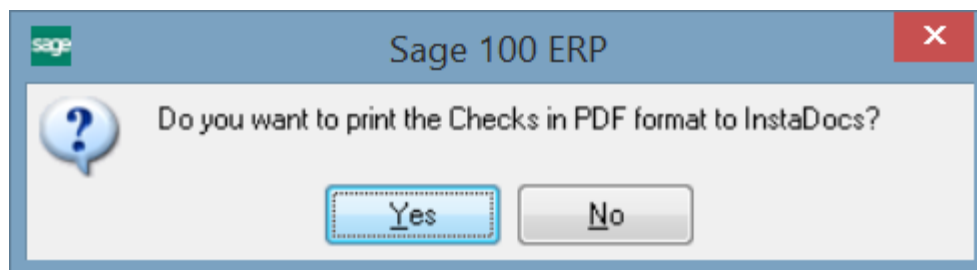 sage
Sage 100 ERP
Do you want to print the Checks in PDF format to InstaDocs?
Yes
No